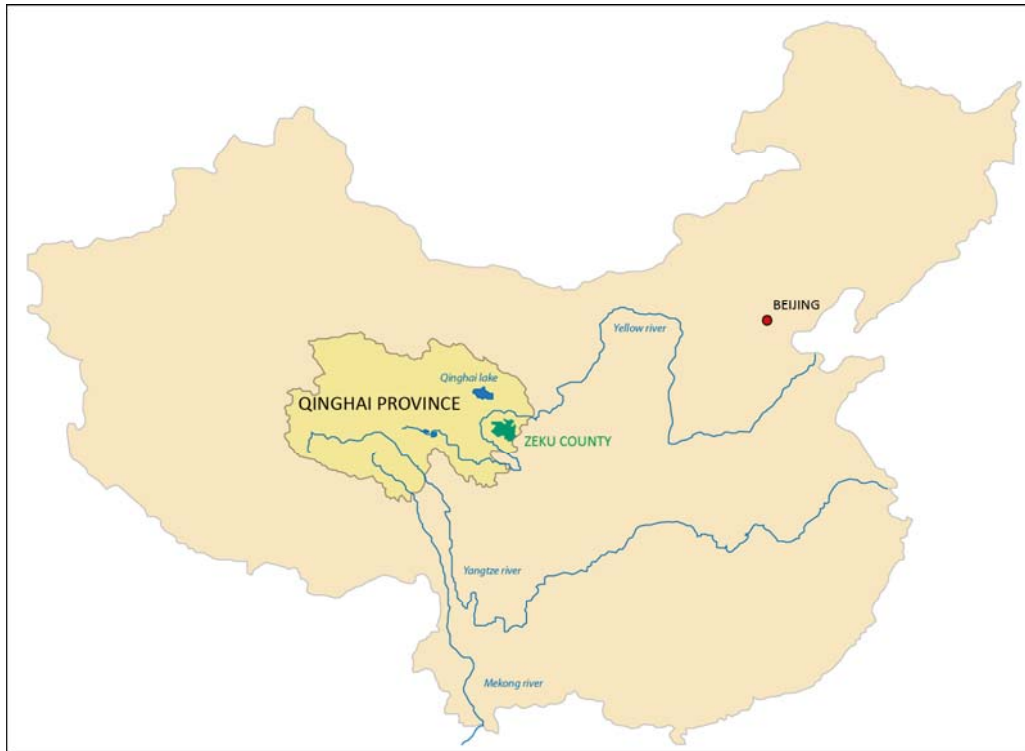 BEIJING
Yellow river
Qinghai lake
QINGHAI PROVINCE
ZEKU COUNTY
Yangtze river
Mekong river